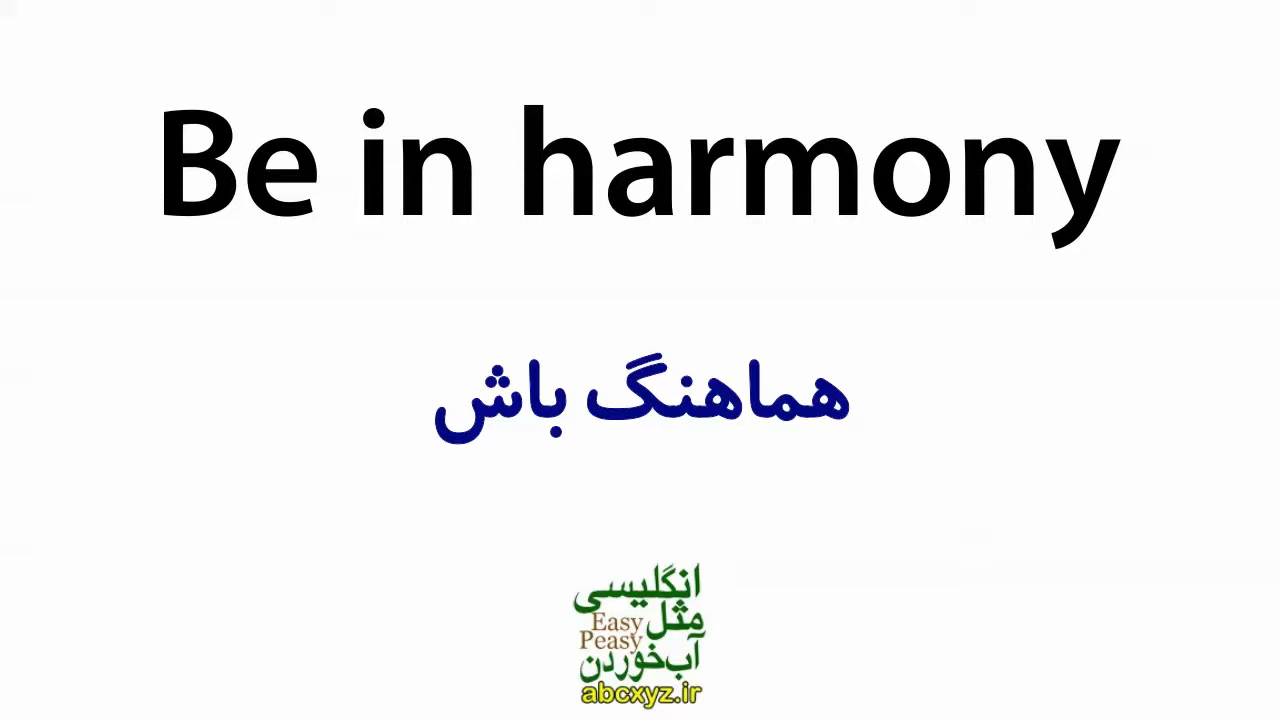 Be in harmony
هماهنگ باش
انگلیسی
مثل Easy
Peasy
آب‌خوردن
abcxyz.ir